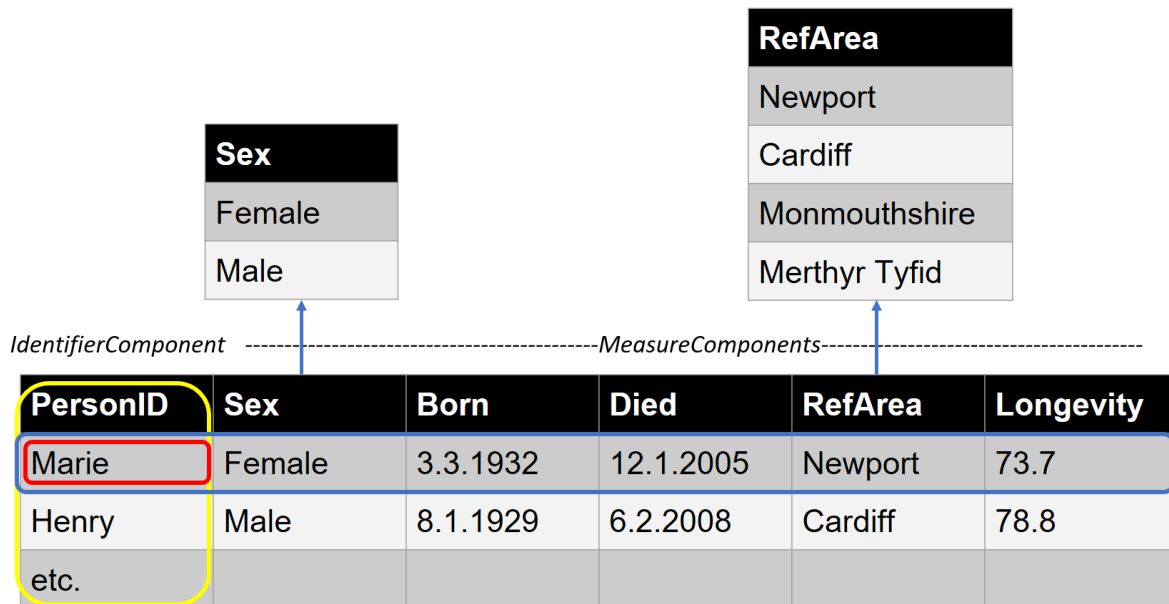 RefArea
Newport
Cardiff
Monmouthshire
Merthyr Tyfid
Sex
Female
Male
IdentifierComponent MeasureComponents
PersonID Sex Born Died RefArea Longevity
Marie Female 3.3.1932 12.1.2005 Newport 73.7
Henry Male 8.1.1929 6.2.2008 Cardiff 78.8
etc.